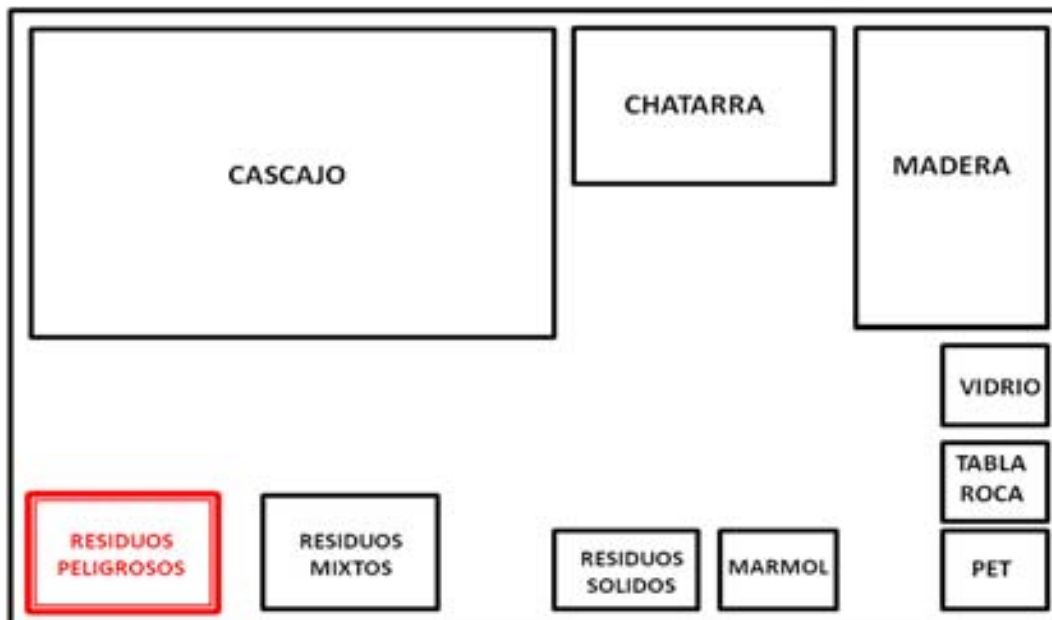 CASCAJO
CHATARRA
MADERA
VIDRIO
TABLA
ROCA
RESIDUOS
PELIGROSOS
RESIDUOS
MIXTOS
RESIDUOS
SOLIDOS
MARMOL
PET